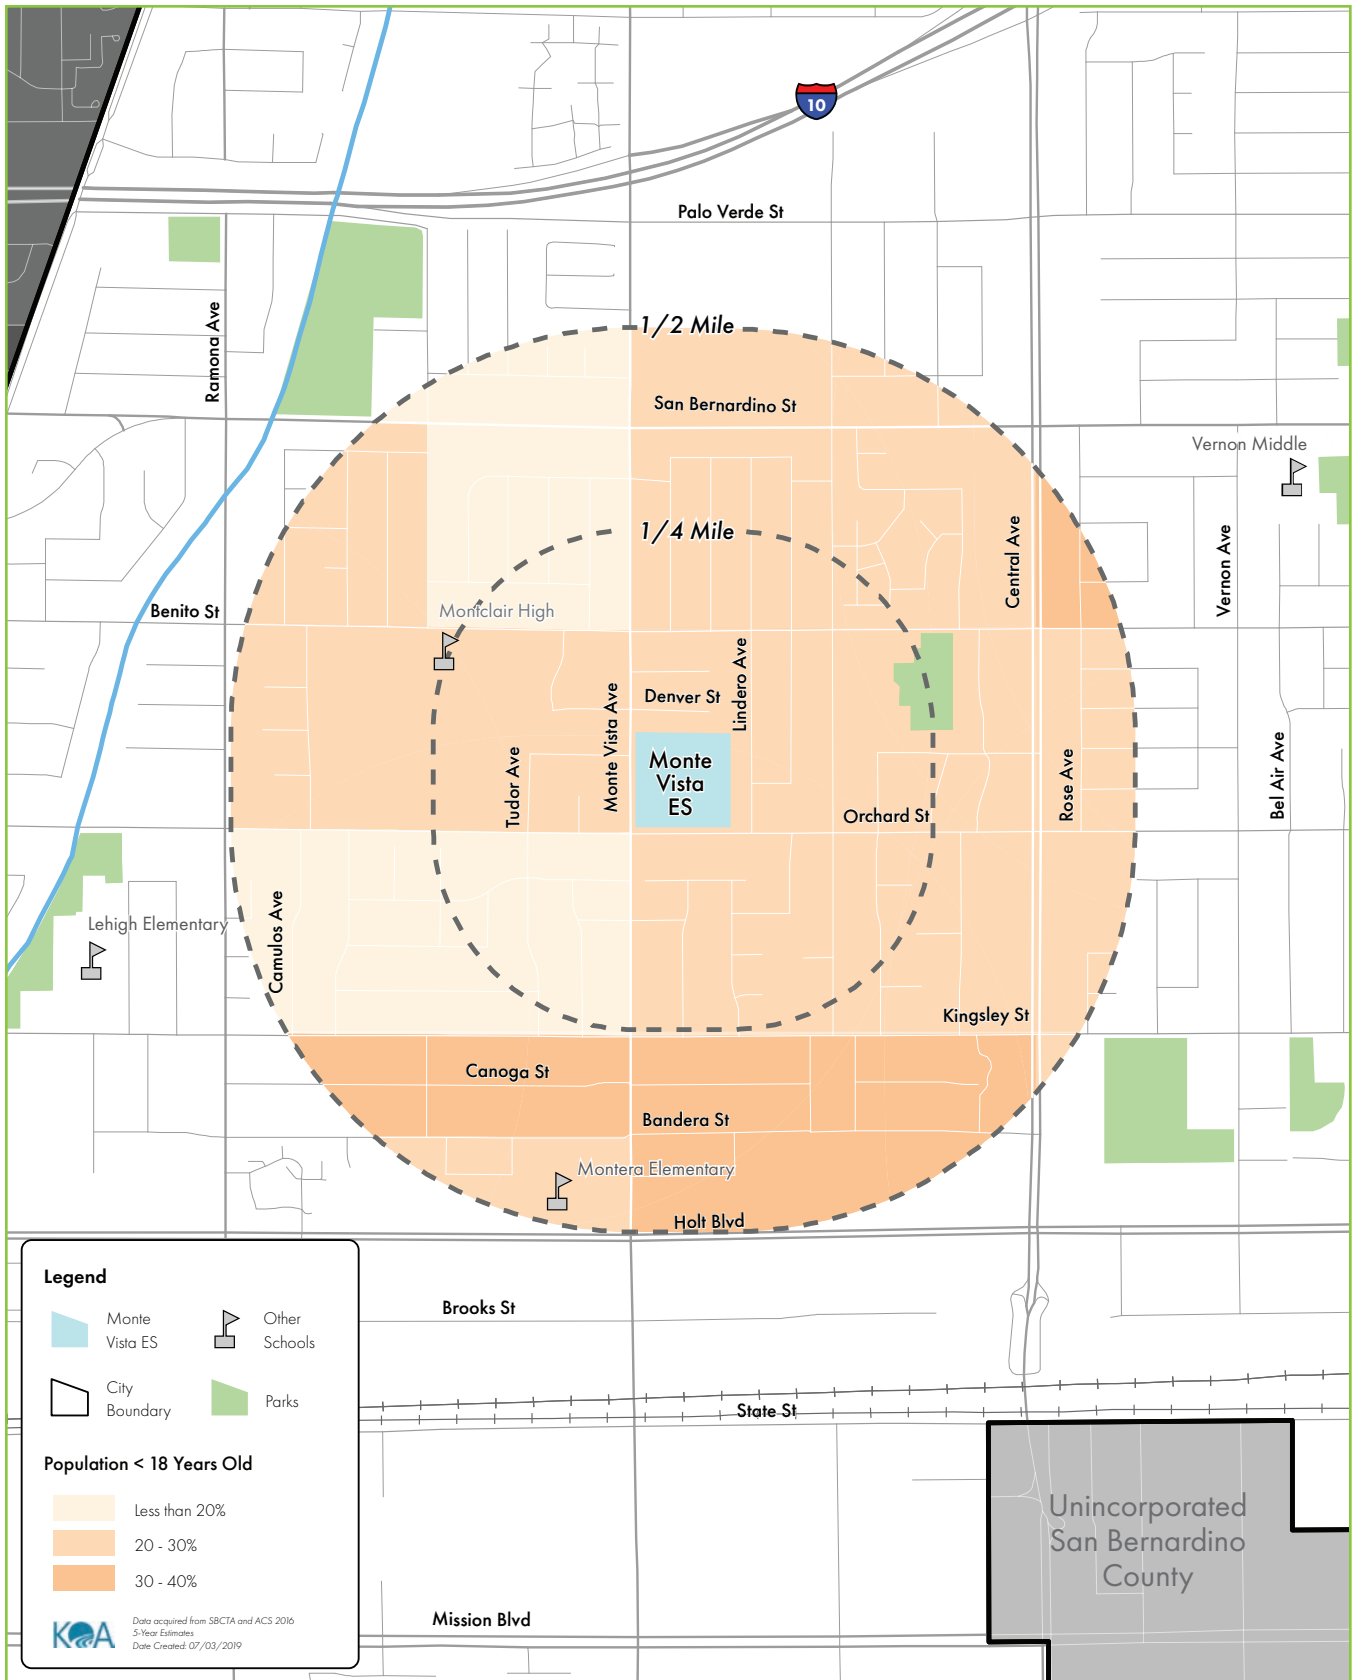 10
Palo Verde St
Ramona Ave
1/2 Mile
San Bernardino St
Vernon Middle
1/4 Mile
Central Ave
Vernon Ave
Benito St
Montclair High
Lindero Ave
Denver St
Monte Vista Ave
Monte
Vista
ES
Tudor Ave
Rose Ave
Bel Air Ave
Orchard St
Camulos Ave
Lehigh Elementary
Kingsley St
Canoga St
Bandera St
Montera Elementary
Holt Blvd
Legend
Monte
Vista ES
Other
Schools
City
Boundary
Parks
Population < 18 Years Old
Less than 20%
20 - 30%
30 - 40%
KOA
Data acquired from SBCTA and ACS 2016
5-Year Estimates
Date Created: 07/03/2019
Brooks St
State St
Unincorporated
San Bernardino
County
Mission Blvd